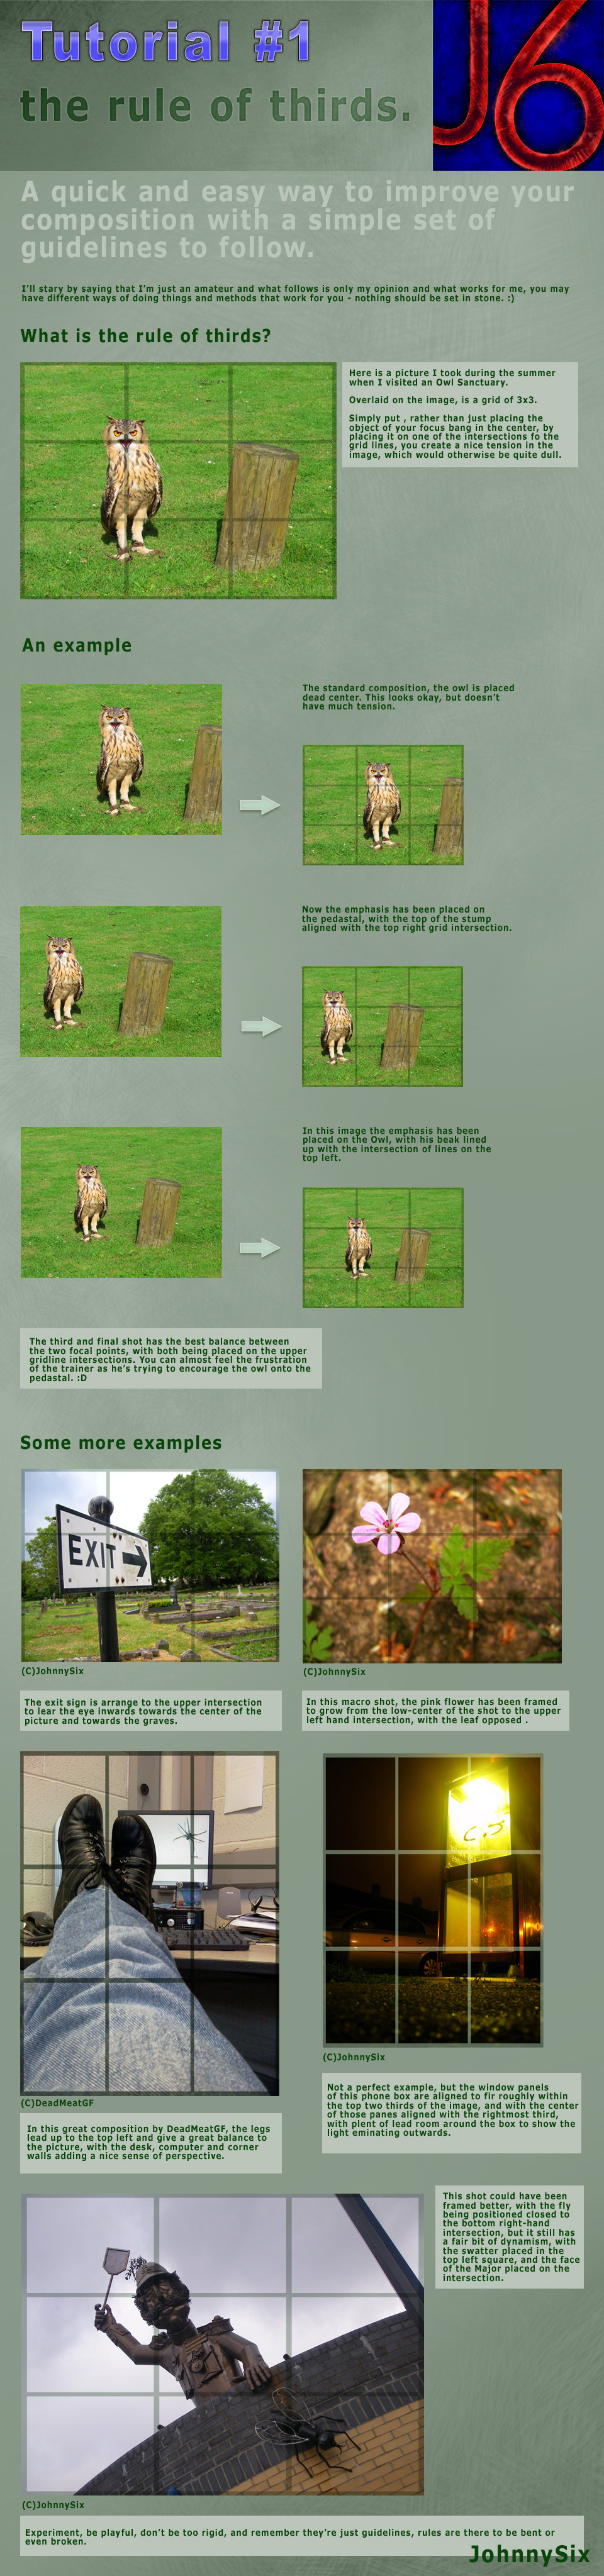 Tutorial #1
J6
the rule of thirds.
A quick and easy way to improve your
composition with a simple set of
guidelines to follow.
I'll stary by saying that I'm just an amateur and what follows is only my opinion and what works for me, you may
have different ways of doing things and methods that work for you - nothing should be set in stone. :)
What is the rule of thirds?
Here is a picture I took during the summer
when I visited an Owl Sanctuary.
Overlaid on the image, is a grid of 3x3.
Simply put , rather than just placing the
object of your focus bang in the center, by
placing it on one of the intersections fo the
grid lines, you create a nice tension in the
image, which would otherwise be quite dull.
An example
The standard composition, the owl is placed
dead center. This looks okay, but doesn't
have much tension.
Now the emphasis has been placed on
the pedastal, with the top of the stump
aligned with the top right grid intersection.
In this image the emphasis has been
placed on the Owl, with his beak lined
up with the intersection of lines on the
top left.
The third and final shot has the best balance between
the two focal points, with both being placed on the upper
gridline intersections. You can almost feel the frustration
of the trainer as he's trying to encourage the owl onto the
pedastal. :D
Some more examples
EXIT
(C)JohnnySix
(C)JohnnySix
The exit sign is arrange to the upper intersection
to lear the eye inwards towards the center of the
picture and towards the graves.
In this macro shot, the pink flower has been framed
to grow from the low-center of the shot to the upper
left hand intersection, with the leaf opposed .
(C)DeadMeatGF
In this great composition by DeadMeatGF, the legs
lead up to the top left and give a great balance to
the picture, with the desk, computer and corner
walls adding a nice sense of perspective.
(C)JohnnySix
Not a perfect example, but the window panels
of this phone box are aligned to fir roughly within
the top two thirds of the image, and with the center
of those panes aligned with the rightmost third,
with plent of lead room around the box to show the
light eminating outwards.
This shot could have been
framed better, with the fly
being positioned closed to
the bottom right-hand
intersection, but it still has
a fair bit of dynamism, with
the swatter placed in the
top left square, and the face
of the Major placed on the
intersection.
(C)JohnnySix
Experiment, be playful, don't be too rigid, and remember they're just guidelines, rules are there to be bent or
even broken.
JohnnySix